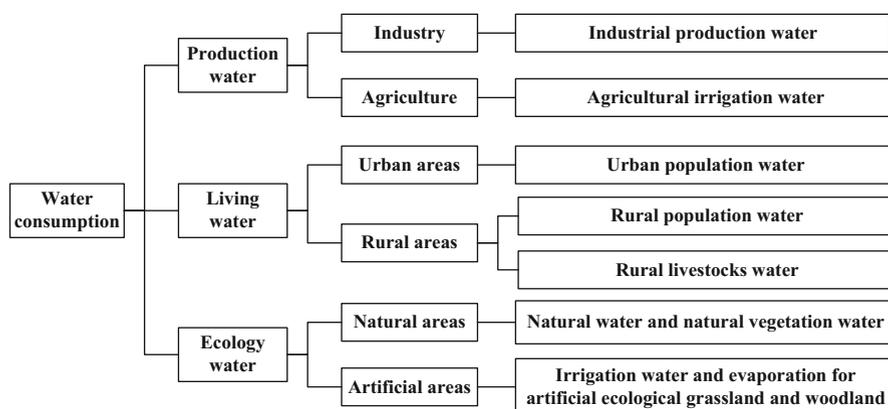 Water
consumption
Production
water
Industry
Industrial production water
Agriculture
Agricultural irrigation water
Living
water
Urban areas
Urban population water
Rural areas
Rural population water
Rural livestocks water
Ecology
water
Natural areas
Natural water and natural vegetation water
Artificial areas
Irrigation water and evaporation for
artificial ecological grassland and woodland